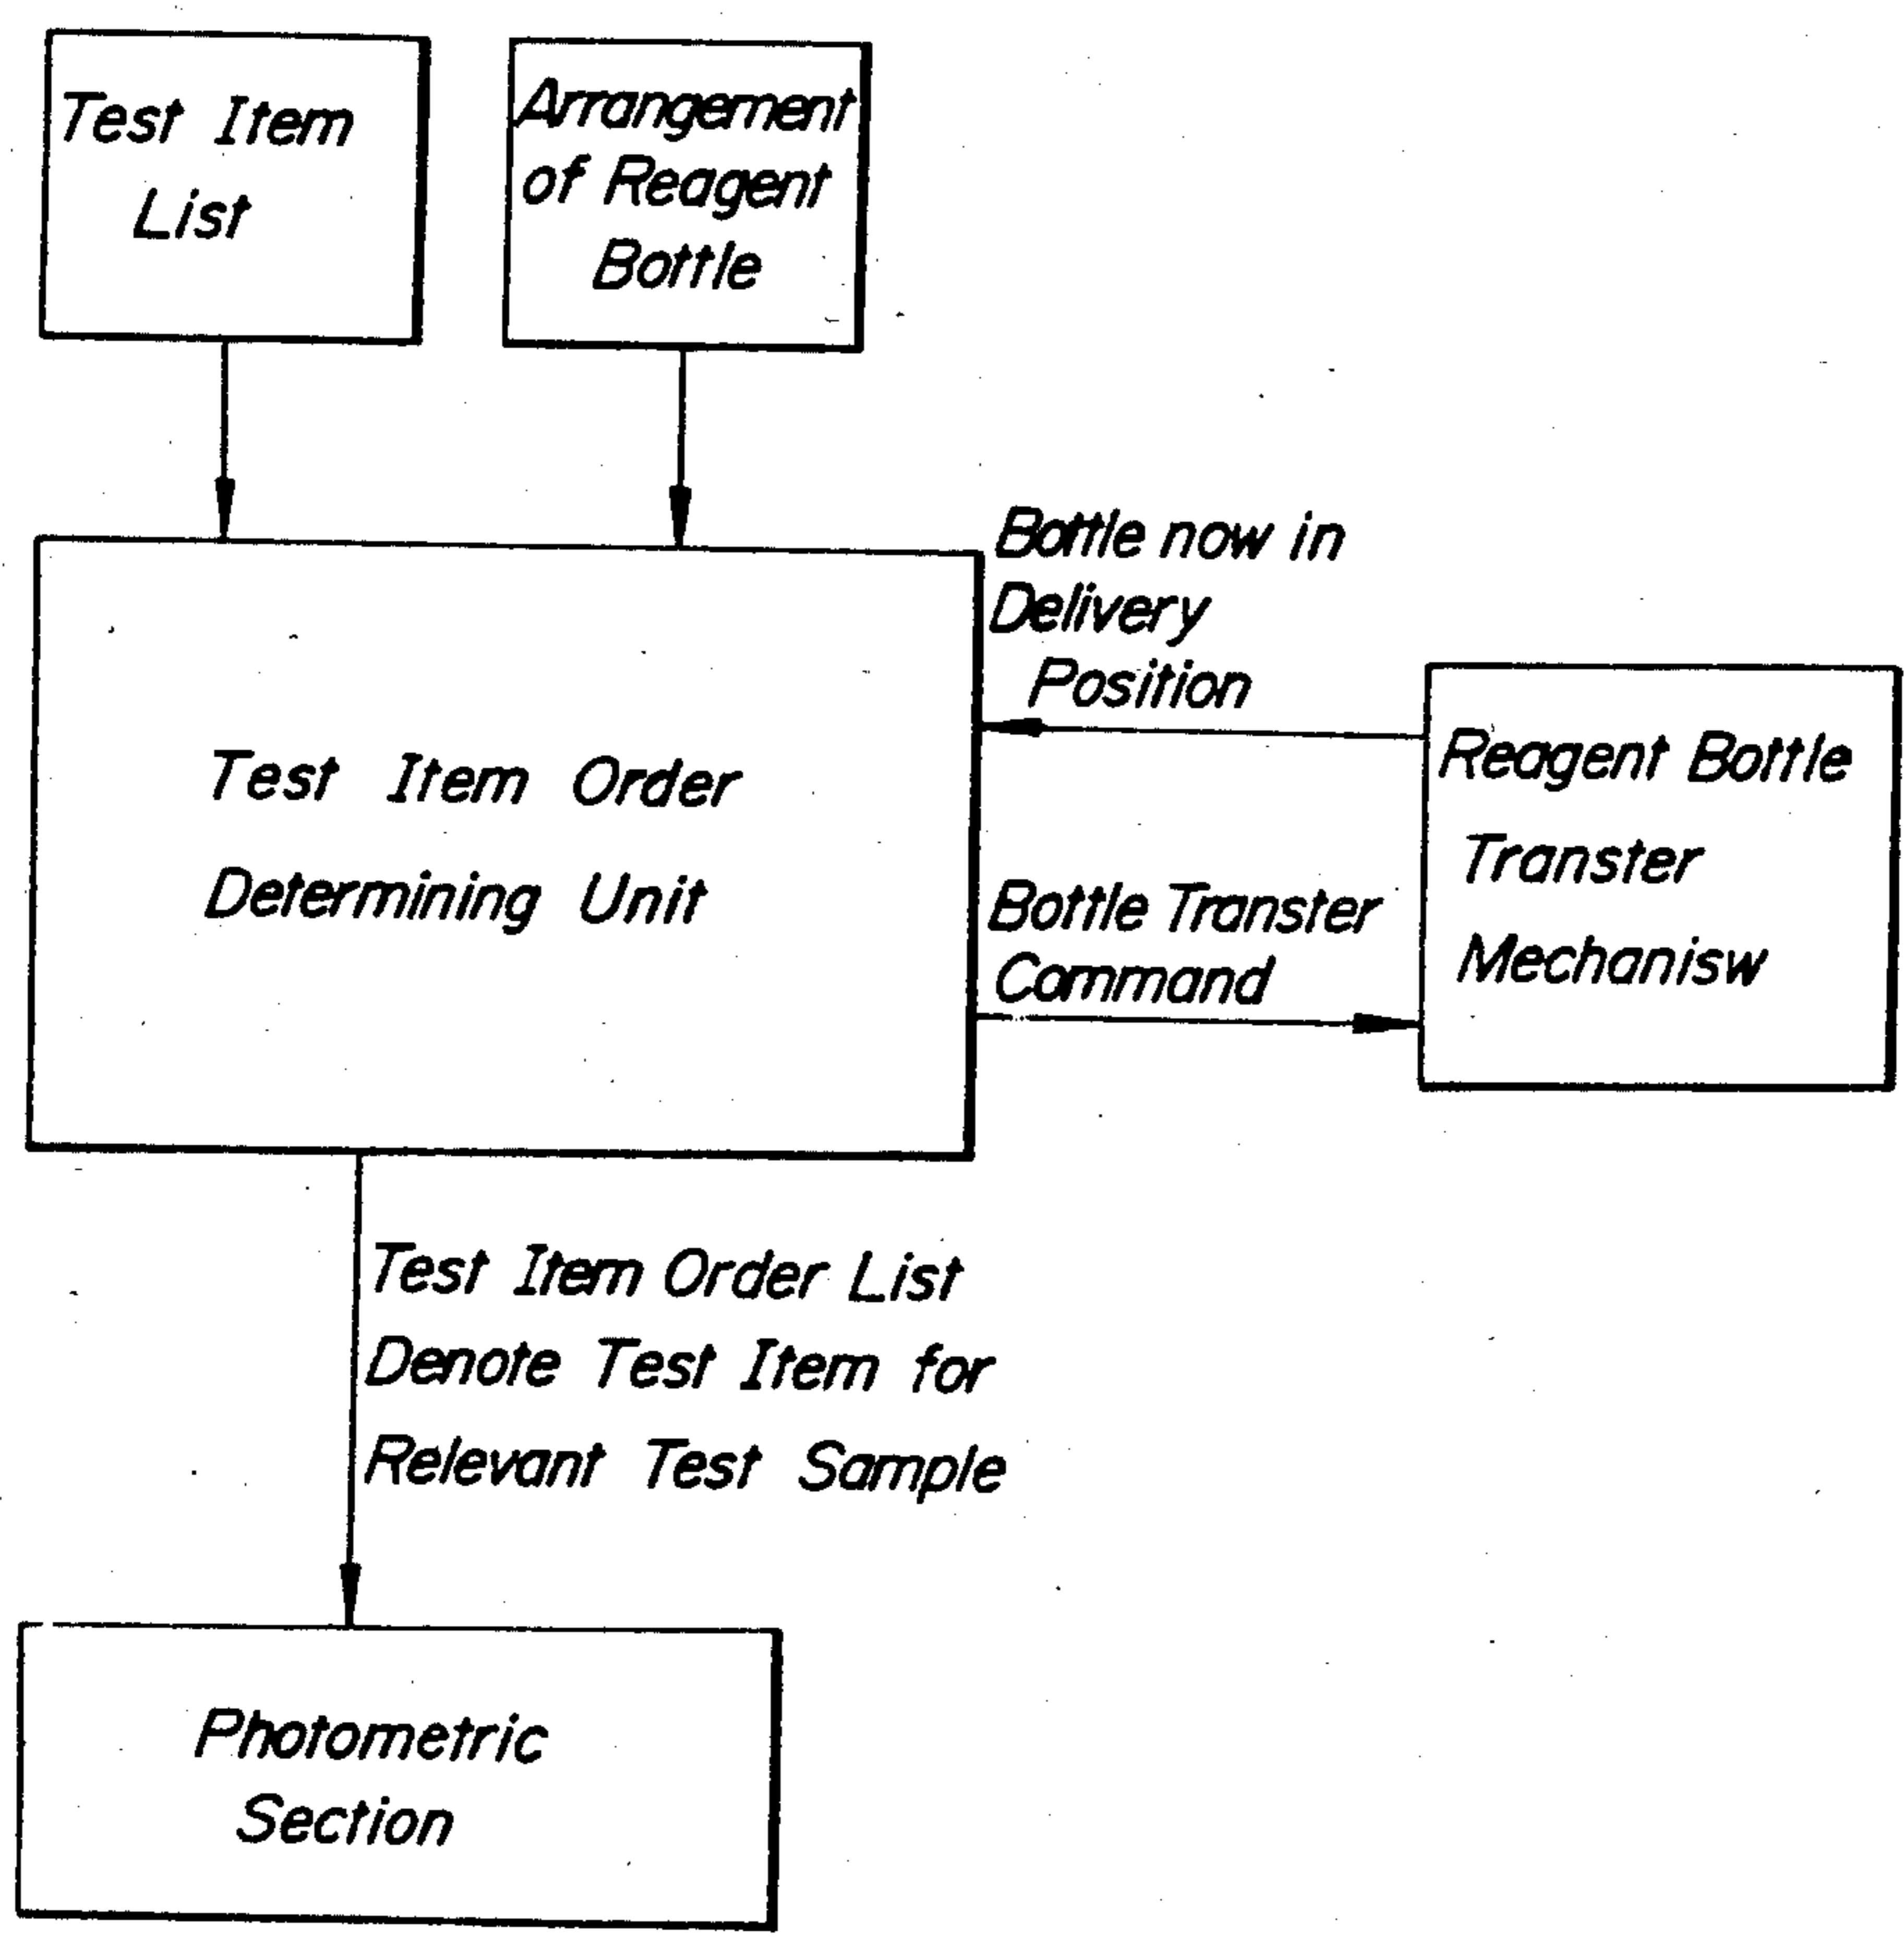 Test Item
List
Arrangement
of Reagent
Bottle
Bottle now in
Delivery
Position
Test Item Order
Determining Unit
Reagent Bottle
Transter
Mechanisw
Bottle Transter
Command
Test Item Order List
Denote Test Item for
Relevant Test Sample
Photometric
Section